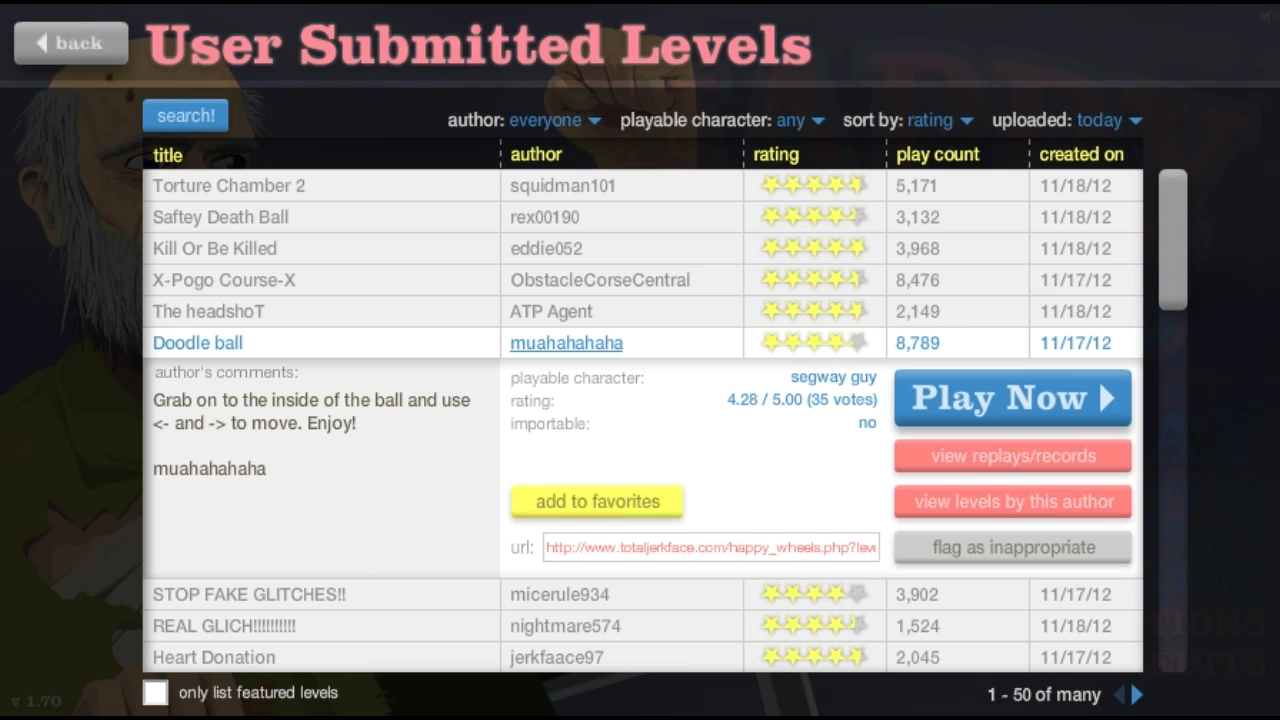 back
User Submitted Levels
search!
author: everyone playable character: any sort by: rating uploaded: today
title author rating play count created on
Torture Chamber 2 squidman101 5,171 11/18/12
Saftey Death Ball rex00190 3,132 11/18/12
Kill Or Be Killed eddie052 3,968 11/18/12
X-Pogo Course-X ObstacleCorseCentral 8,476 11/17/12
The headshoT ATP Agent 2,149 11/18/12
Doodle ball muahahahaha 8,789 11/17/12
author's comments:
Grab on to the inside of the ball and use
<- and -> to move. Enjoy!
muahahahaha
playable character: segway guy
rating: 4.28 / 5.00 (35 votes)
importable: no
add to favorites
url: http://www.totaljerkface.com/happy_wheels.php?leve
Play Now
view replays/records
view levels by this author
flag as inappropriate
STOP FAKE GLITCHES!! micerule934 3,902 11/17/12
REAL GLICH!!!!!!!!!! nightmare574 1,524 11/18/12
Heart Donation jerkfaace97 2,045 11/17/12
only list featured levels
1 - 50 of many
v 1.70